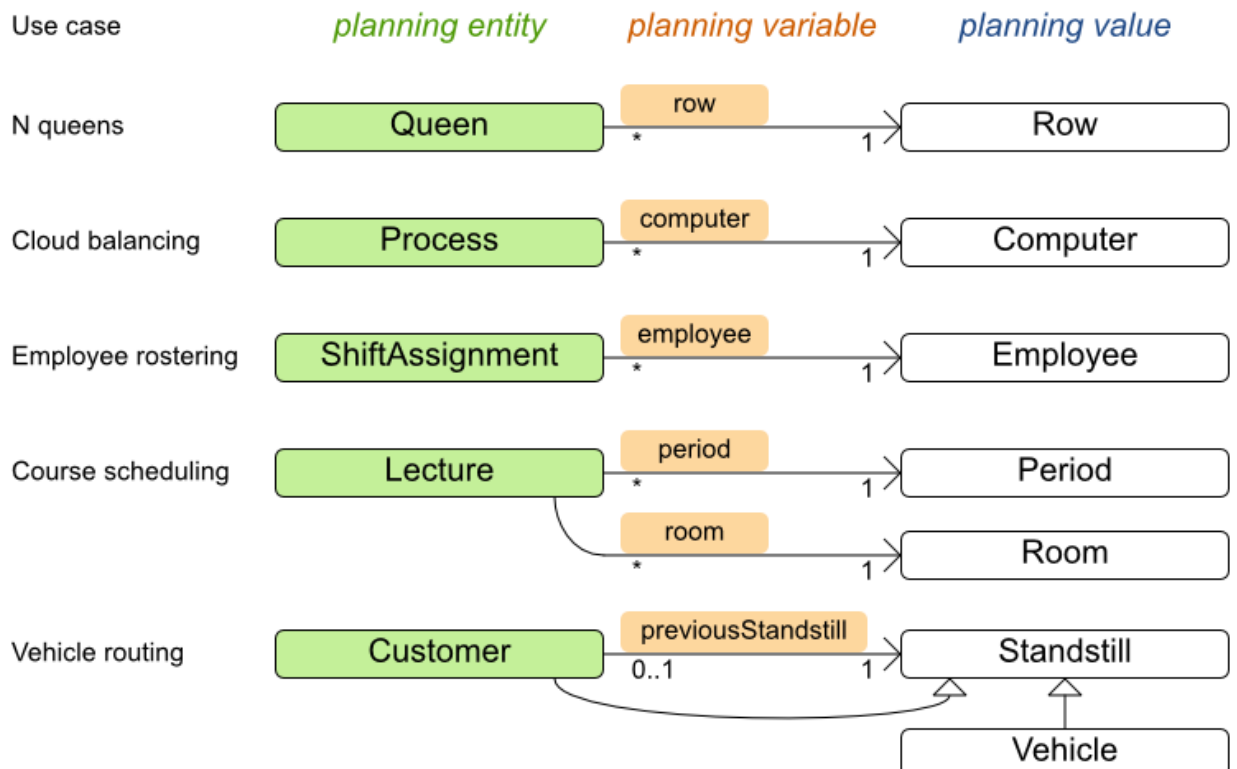 Use case planning entity planning variable planning value
N queens Queen row Row
* 1
Cloud balancing Process computer Computer
* 1
Employee rostering ShiftAssignment employee Employee
* 1
Course scheduling Lecture period Period
* 1
room Room
* 1
Vehicle routing Customer previousStandstill Standstill
0..1 1
Vehicle